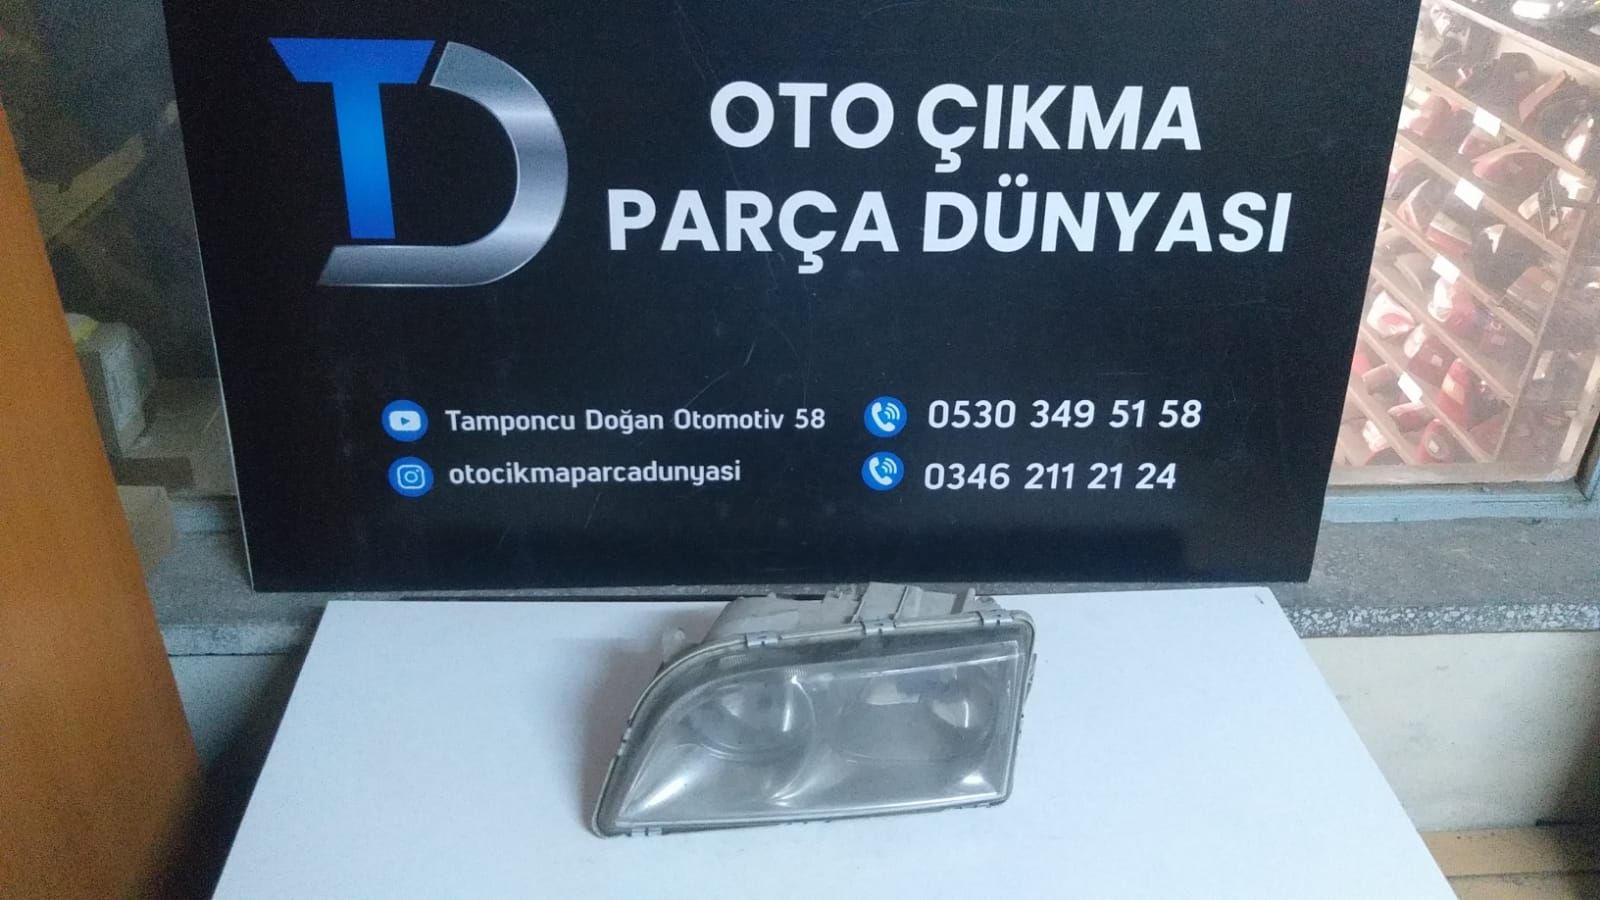 TD
OTO ÇIKMA
PARÇA DÜNYASI
Tamponcu Doğan Otomotiv 58
otocikmaparcadunyasi
0530 349 51 58
0346 211 21 24